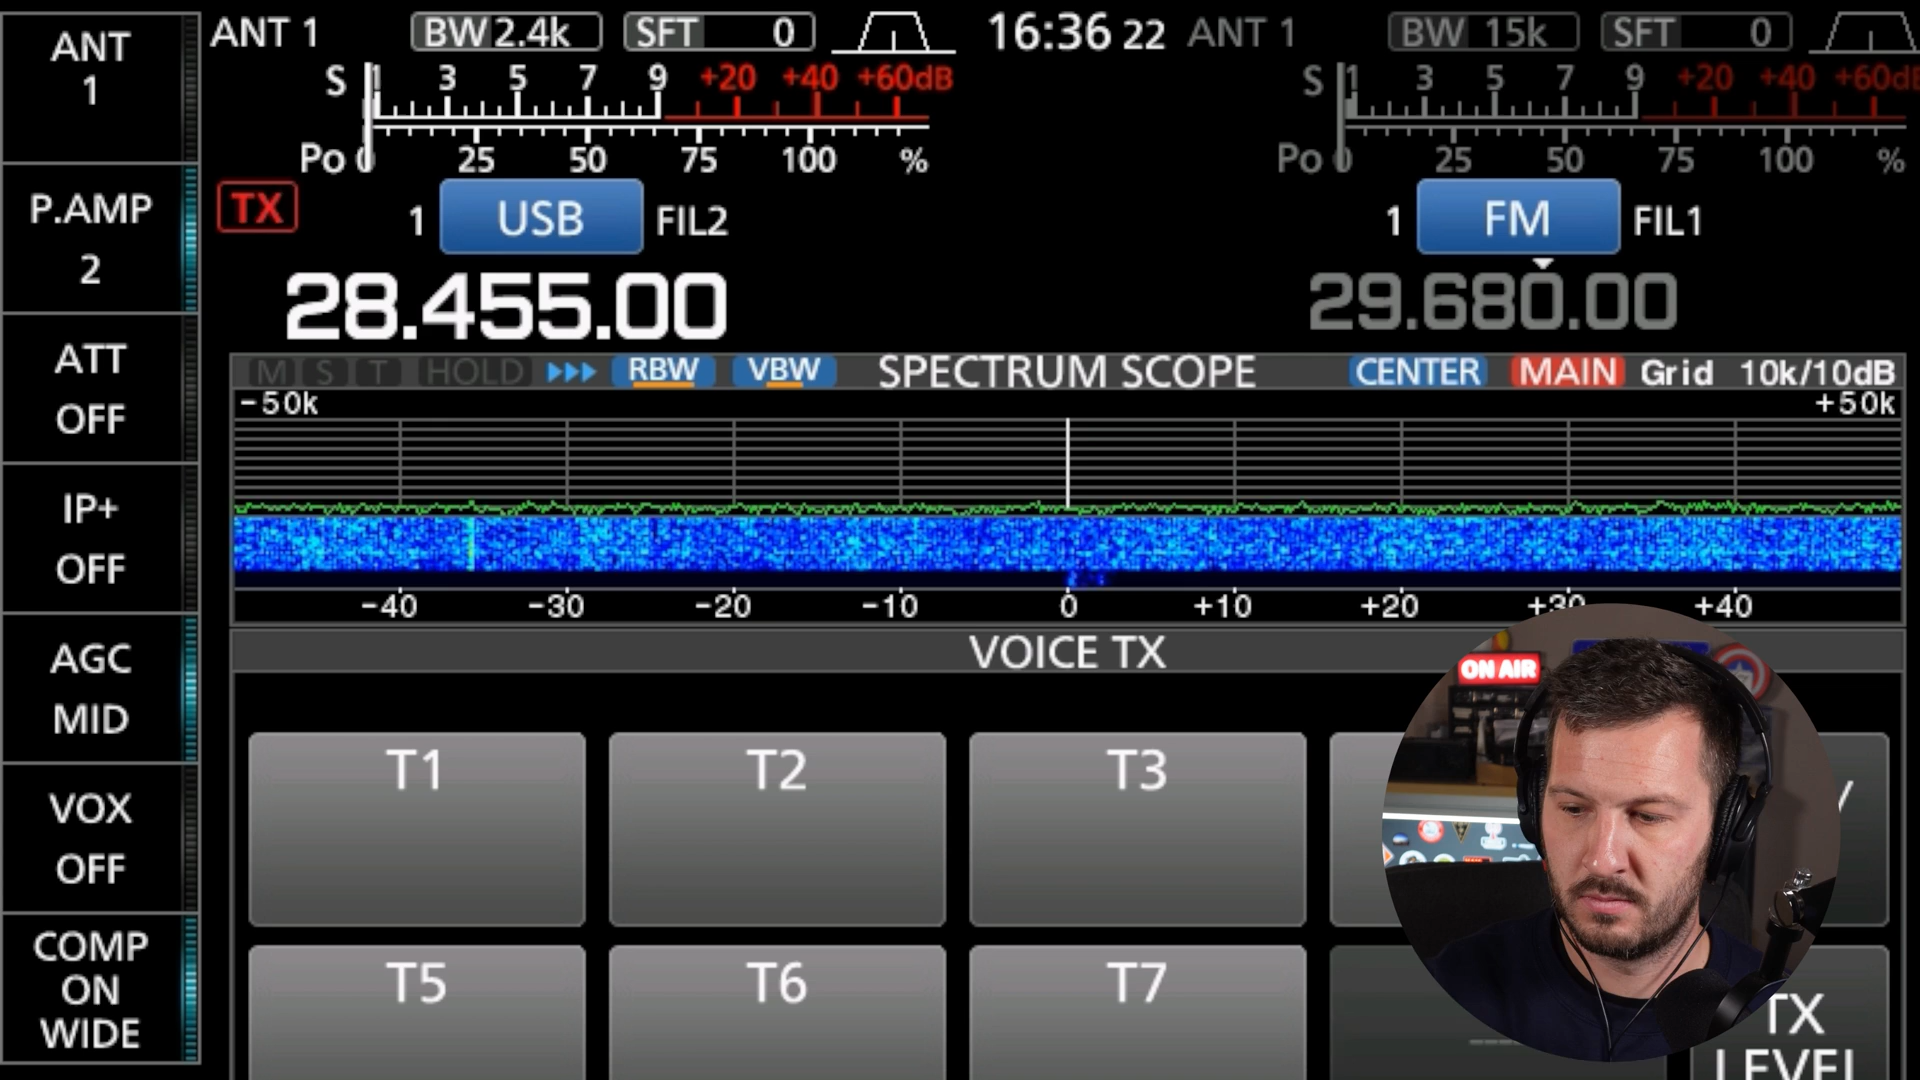 ANT
1
P.AMP
2
ATT
OFF
IP+
OFF
AGC
MID
VOX
OFF
COMP
ON
WIDE
ANT 1 BW 2.4k SFT 0 16:36 22 ANT 1 BW 15k SFT 0
S 1 3 5 7 9 +20 +40 +60dB
Po 0 25 50 75 100 %
S 1 3 5 7 9 +20 +40 +60dB
Po 0 25 50 75 100 %
TX 1 USB FIL2
1 FM FIL1
28.455.00
29.680.00
M S T HOLD RBW VBW SPECTRUM SCOPE CENTER MAIN Grid 10k/10dB
-50k +50k
-40 -30 -20 -10 0 +10 +20 +30 +40
VOICE TX
ON AIR
T1 T2 T3
T5 T6 T7
TX
LEVEL